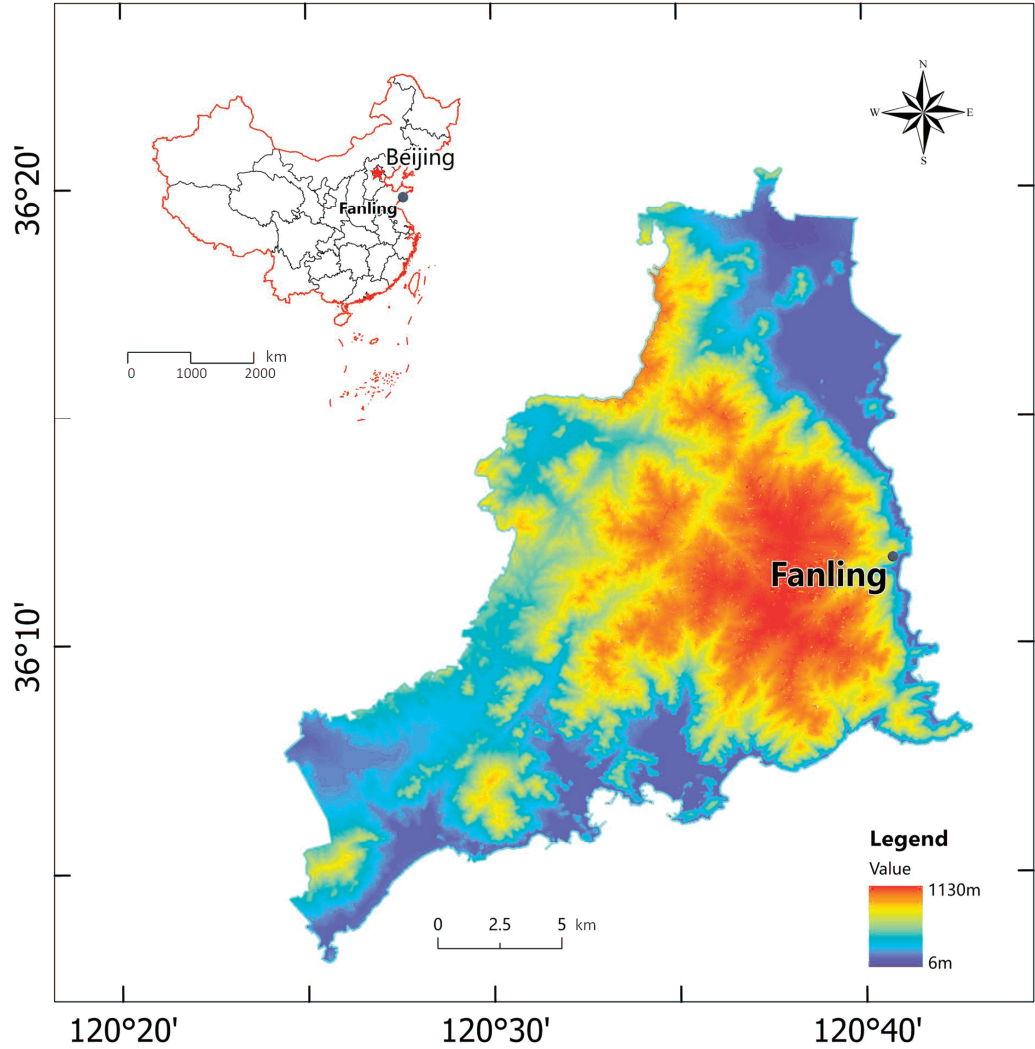 N
W
E
S
36°20'
Beijing
Fanling
km
0
1000
2000
Fanling
36°10'
Legend
Value
1130m
6m
0
2.5
5
km
120°20'
120°30'
120°40'